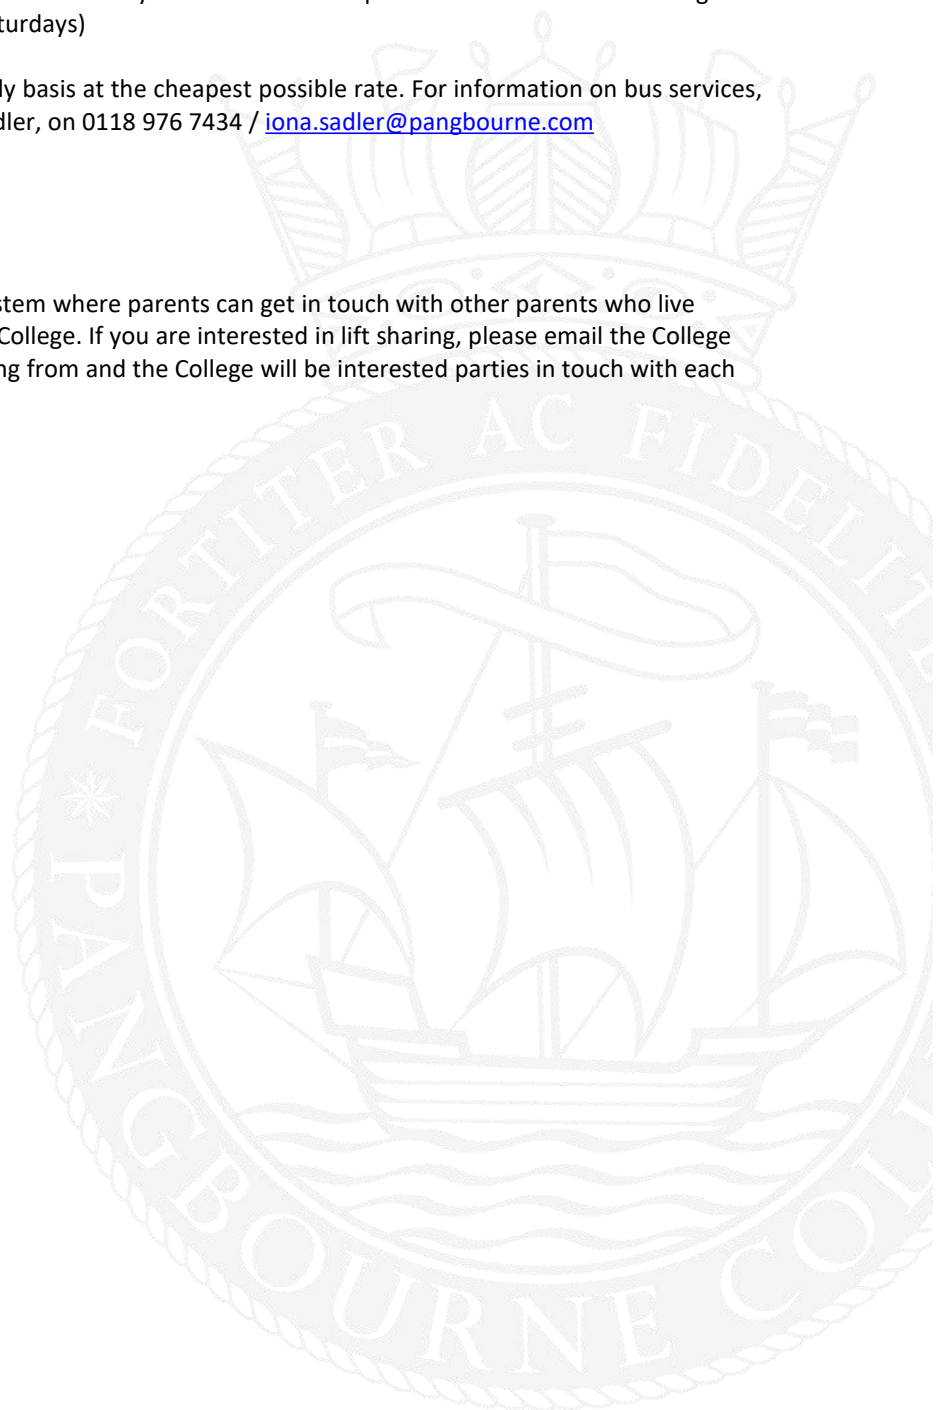 turdays)
ly basis at the cheapest possible rate. For information on bus services,
dler, on 0118 976 7434 / iona.sadler@pangbourne.com
stem where parents can get in touch with other parents who live
College. If you are interested in lift sharing, please email the College
ng from and the College will be interested parties in touch with each
FORTITER AC FIDELITE
PANGBOURNE COLL